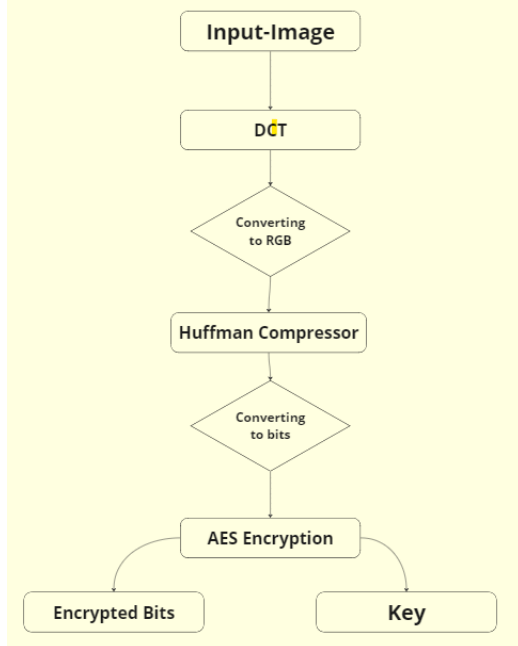 Input-Image
DCT
Converting
to RGB
Huffman Compressor
Converting
to bits
AES Encryption
Encrypted Bits
Key